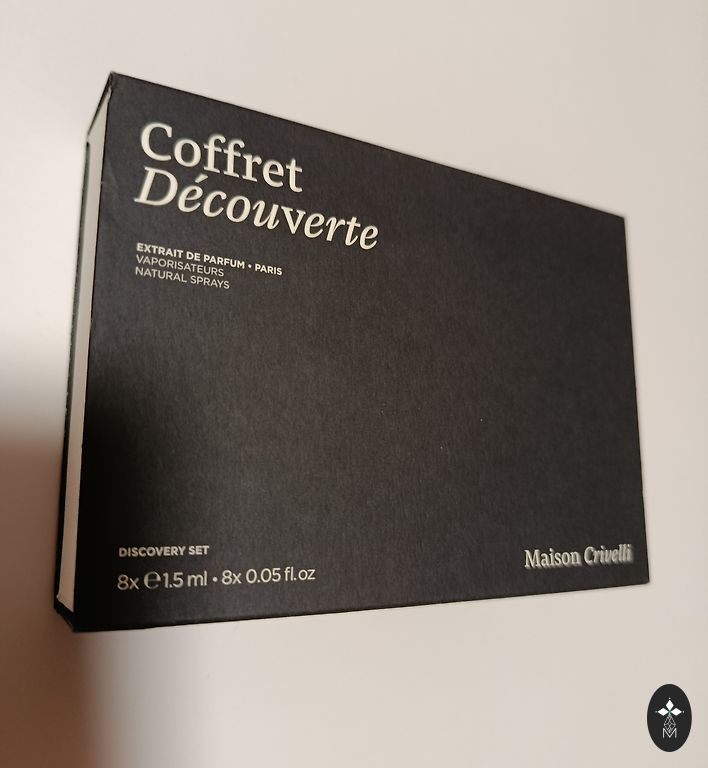 Coffret
Découverte
EXTRAIT DE PARFUM • PARIS
VAPORISATEURS
NATURAL SPRAYS
DISCOVERY SET
8x ℮1.5 ml • 8x 0.05 fl.oz
Maison Crivelli
M